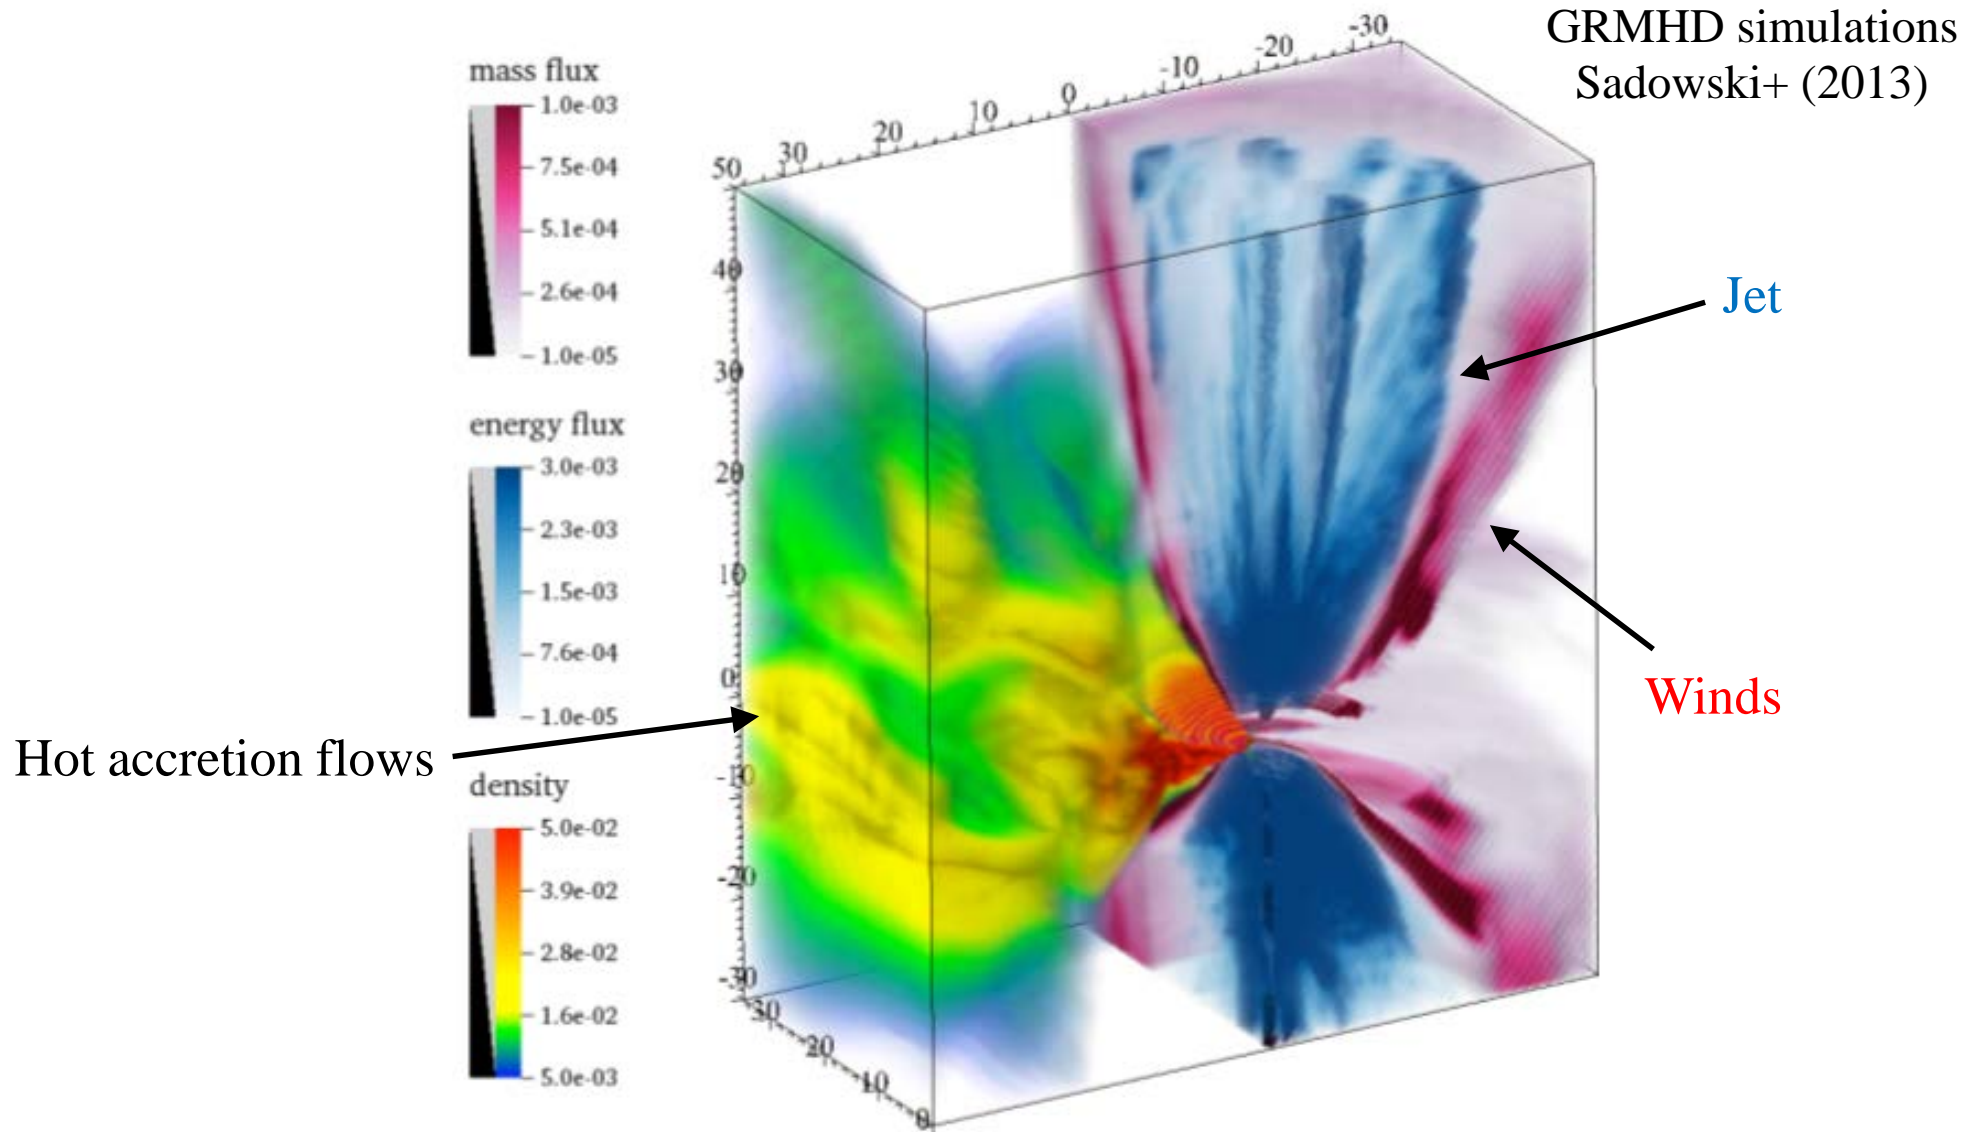 GRMHD simulations
Sadowski+ (2013)
mass flux
1.0e-03
7.5e-04
5.1e-04
2.6e-04
1.0e-05
energy flux
3.0e-03
2.3e-03
1.5e-03
7.6e-04
1.0e-05
density
5.0e-02
3.9e-02
2.8e-02
1.6e-02
5.0e-03
Hot accretion flows
Jet
Winds
30
20
10
0
-10
-20
-30
50
40
30
20
10
0
-10
-20
-30
30
20
10
0